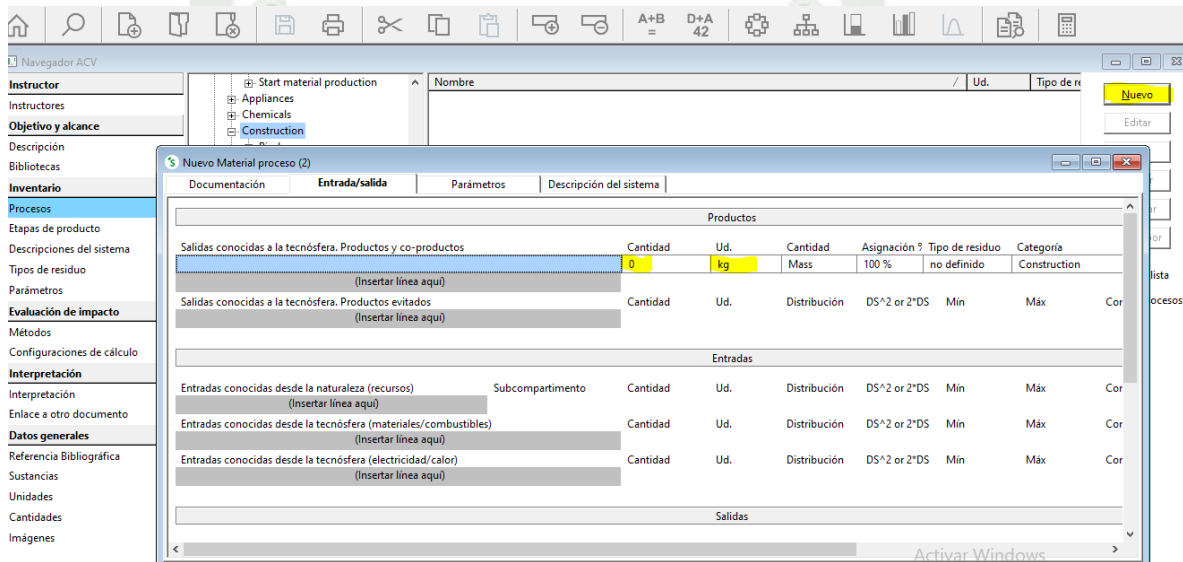 A+B
=
D+A
42
Navegador ACV
Instructor
Instructores
Objetivo y alcance
Descripción
Bibliotecas
Inventario
Procesos
Etapas de producto
Descripciones del sistema
Tipos de residuo
Parámetros
Evaluación de impacto
Métodos
Configuraciones de cálculo
Interpretación
Interpretación
Enlace a otro documento
Datos generales
Referencia Bibliográfica
Sustancias
Unidades
Cantidades
Imágenes
Start material production
Appliances
Chemicals
Construction
Nombre / Ud. Tipo de re
Nuevo
Editar
lista
ocesos
Nuevo Material proceso (2)
Documentación Entrada/salida Parámetros Descripción del sistema
Productos
Salidas conocidas a la tecnósfera. Productos y co-productos Cantidad Ud. Cantidad Asignación % Tipo de residuo Categoría
0 kg Mass 100 % no definido Construction
(Insertar línea aquí)
Salidas conocidas a la tecnósfera. Productos evitados Cantidad Ud. Distribución DS^2 or 2*DS Mín Máx Cor
(Insertar línea aquí)
Entradas
Entradas conocidas desde la naturaleza (recursos) Subcompartimento Cantidad Ud. Distribución DS^2 or 2*DS Mín Máx Cor
(Insertar línea aquí)
Entradas conocidas desde la tecnósfera (materiales/combustibles) Cantidad Ud. Distribución DS^2 or 2*DS Mín Máx Cor
(Insertar línea aquí)
Entradas conocidas desde la tecnósfera (electricidad/calor) Cantidad Ud. Distribución DS^2 or 2*DS Mín Máx Cor
(Insertar línea aquí)
Salidas
Activar Windows